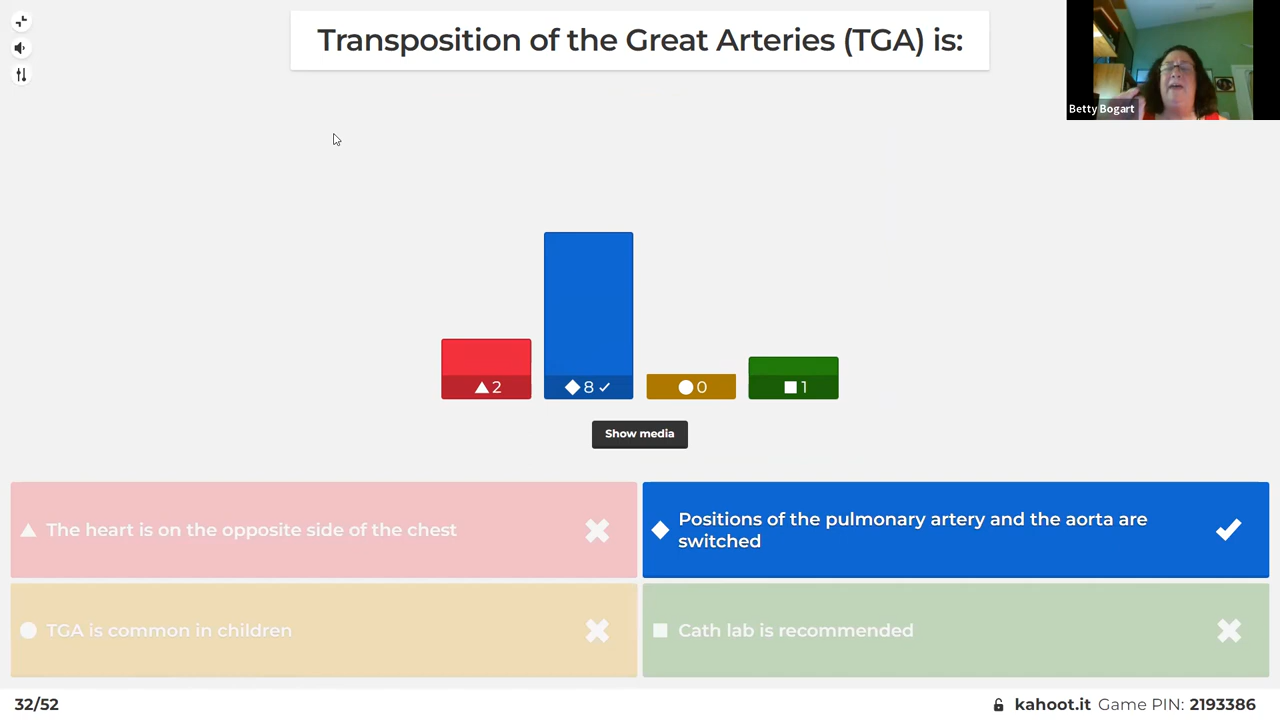 Transposition of the Great Arteries (TGA) is:
Betty Bogart
2
8
0
1
Show media
The heart is on the opposite side of the chest
Positions of the pulmonary artery and the aorta are
switched
TGA is common in children
Cath lab is recommended
32/52
kahoot.it Game PIN: 2193386